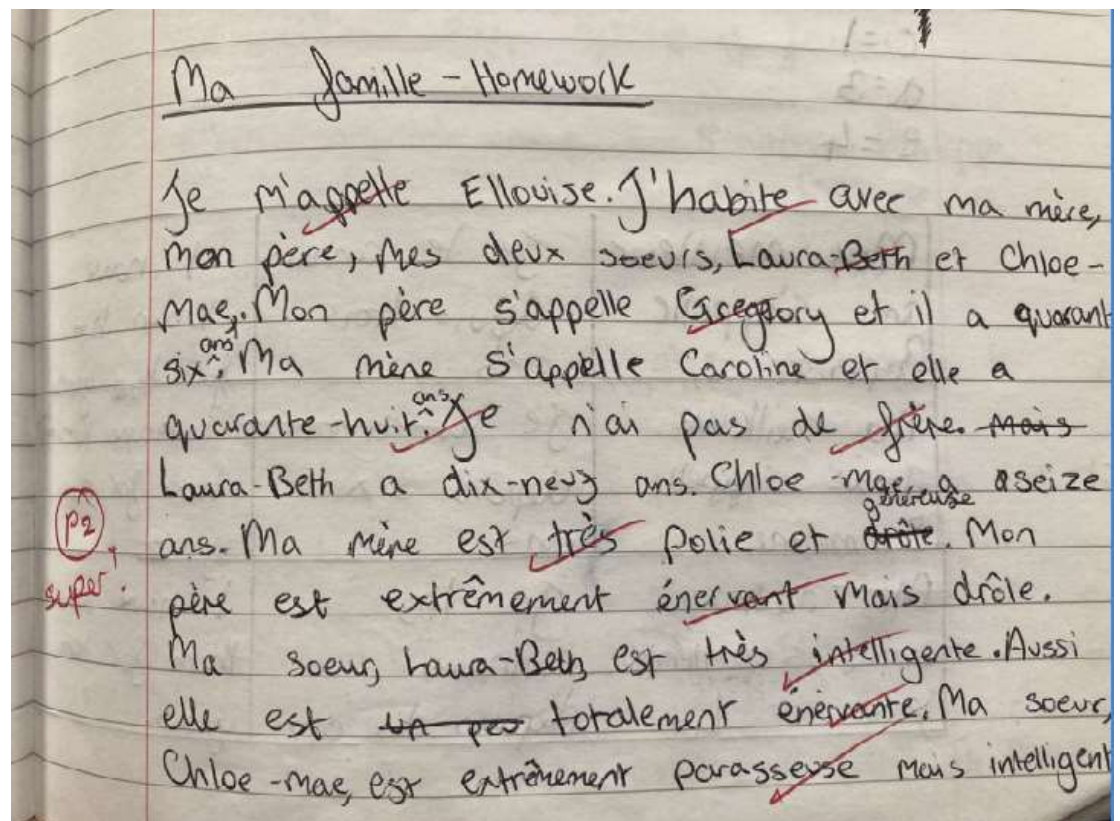 Ma famille - Homework
Je m'appelle Ellouise. J'habite avec ma mère,
mon père, mes deux soeurs, Laura-Beth et Chloe-
Mae. Mon père s'appelle Gregory et il a quarant
six ans. Ma mène s'appelle Caroline et elle a
quarante-huit ans. Je n'ai pas de frère. mais
Laura-Beth a dix-neuf ans. Chloe-mae, a seize
ans. Ma mère est très polie et drôle généreuse. Mon
P2
super!
père est extrêmement énervant mais drôle.
Ma soeur, Laura-Beth, est très intelligente. Aussi
elle est un peu totalement énervante. Ma soeur,
Chloe-mae, est extrêmement parasseuse mais intelligent